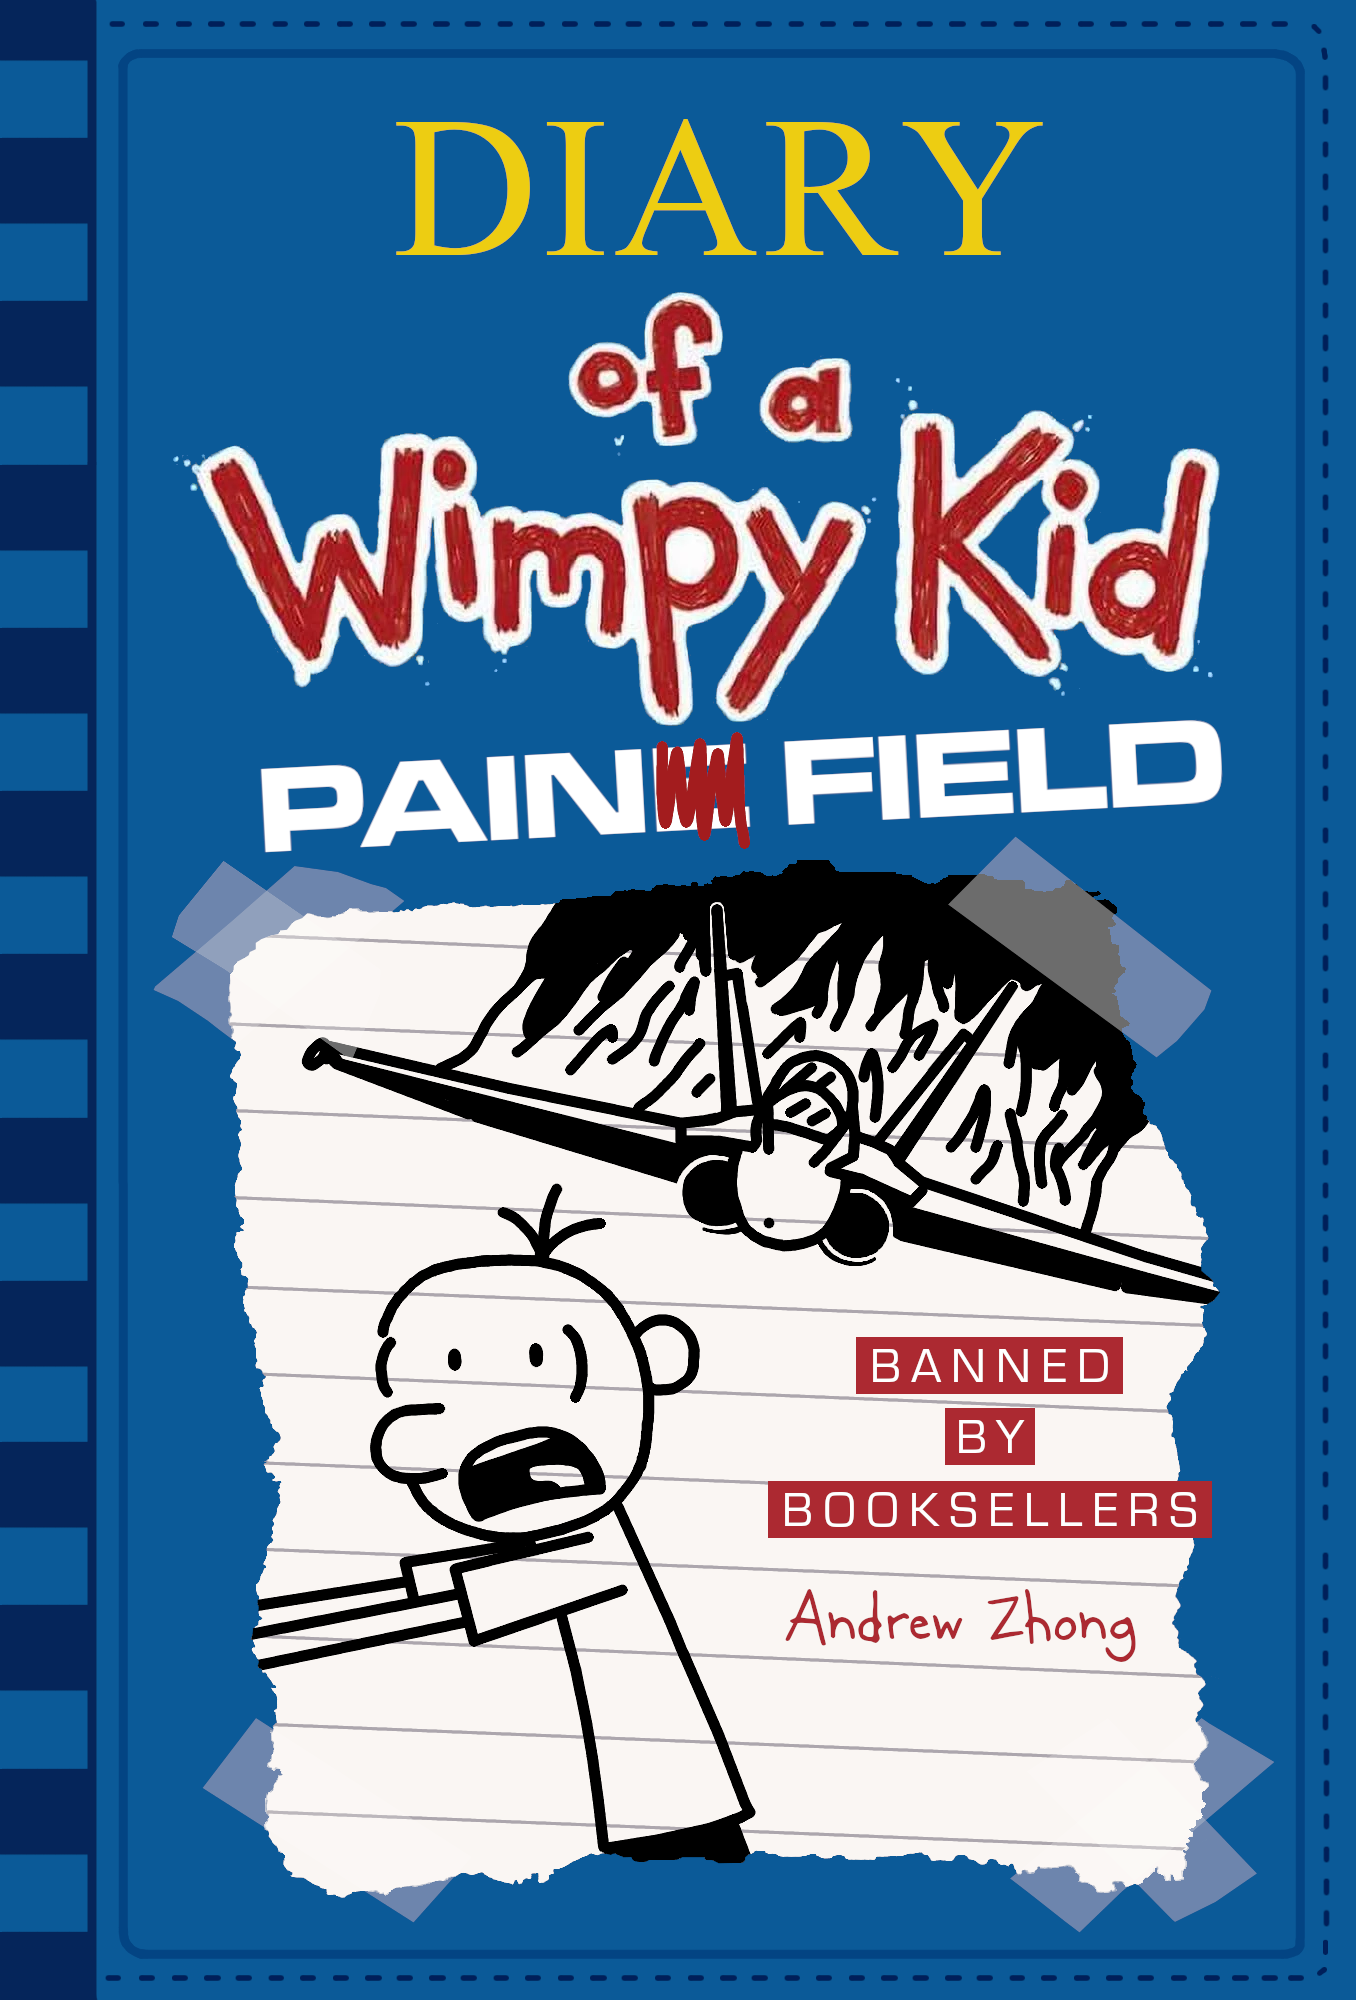 DIARY
of a
Wimpy Kid
PAIN FIELD
BANNED
BY
BOOKSELLERS
Andrew Zhong